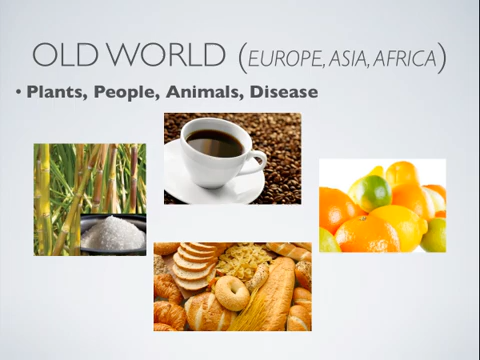 OLD WORLD (EUROPE, ASIA, AFRICA)
• Plants, People, Animals, Disease